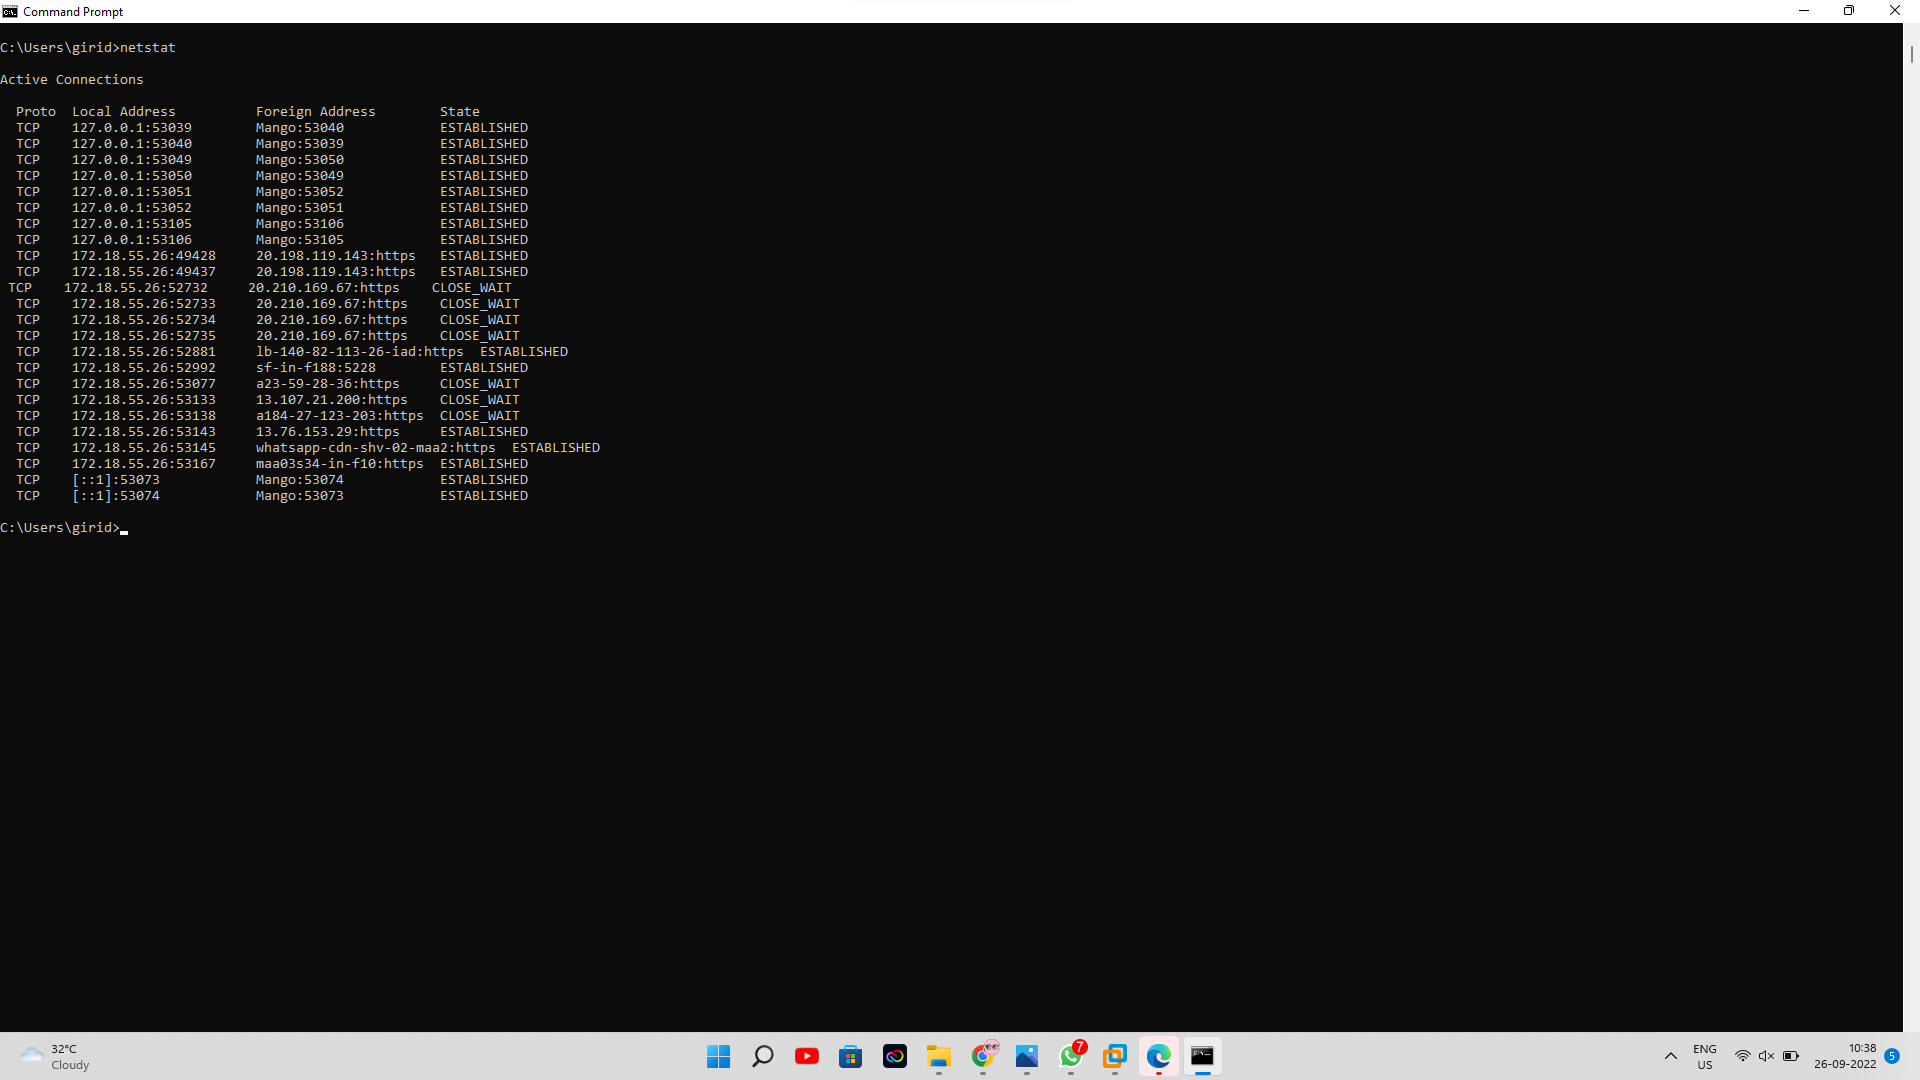 Command Prompt
C:\Users\girid>netstat
Active Connections
  Proto  Local Address          Foreign Address        State
  TCP    127.0.0.1:53039        Mango:53040            ESTABLISHED
  TCP    127.0.0.1:53040        Mango:53039            ESTABLISHED
  TCP    127.0.0.1:53049        Mango:53050            ESTABLISHED
  TCP    127.0.0.1:53050        Mango:53049            ESTABLISHED
  TCP    127.0.0.1:53051        Mango:53052            ESTABLISHED
  TCP    127.0.0.1:53052        Mango:53051            ESTABLISHED
  TCP    127.0.0.1:53105        Mango:53106            ESTABLISHED
  TCP    127.0.0.1:53106        Mango:53105            ESTABLISHED
  TCP    172.18.55.26:49428     20.198.119.143:https   ESTABLISHED
  TCP    172.18.55.26:49437     20.198.119.143:https   ESTABLISHED
 TCP    172.18.55.26:52732     20.210.169.67:https    CLOSE_WAIT
  TCP    172.18.55.26:52733     20.210.169.67:https    CLOSE_WAIT
  TCP    172.18.55.26:52734     20.210.169.67:https    CLOSE_WAIT
  TCP    172.18.55.26:52735     20.210.169.67:https    CLOSE_WAIT
  TCP    172.18.55.26:52881     lb-140-82-113-26-iad:https  ESTABLISHED
  TCP    172.18.55.26:52992     sf-in-f188:5228        ESTABLISHED
  TCP    172.18.55.26:53077     a23-59-28-36:https     CLOSE_WAIT
  TCP    172.18.55.26:53133     13.107.21.200:https    CLOSE_WAIT
  TCP    172.18.55.26:53138     a184-27-123-203:https  CLOSE_WAIT
  TCP    172.18.55.26:53143     13.76.153.29:https     ESTABLISHED
  TCP    172.18.55.26:53145     whatsapp-cdn-shv-02-maa2:https  ESTABLISHED
  TCP    172.18.55.26:53167     maa03s34-in-f10:https  ESTABLISHED
  TCP    [::1]:53073            Mango:53074            ESTABLISHED
  TCP    [::1]:53074            Mango:53073            ESTABLISHED
C:\Users\girid>
32°C
Cloudy
7
ENG
US
10:38
26-09-2022
5